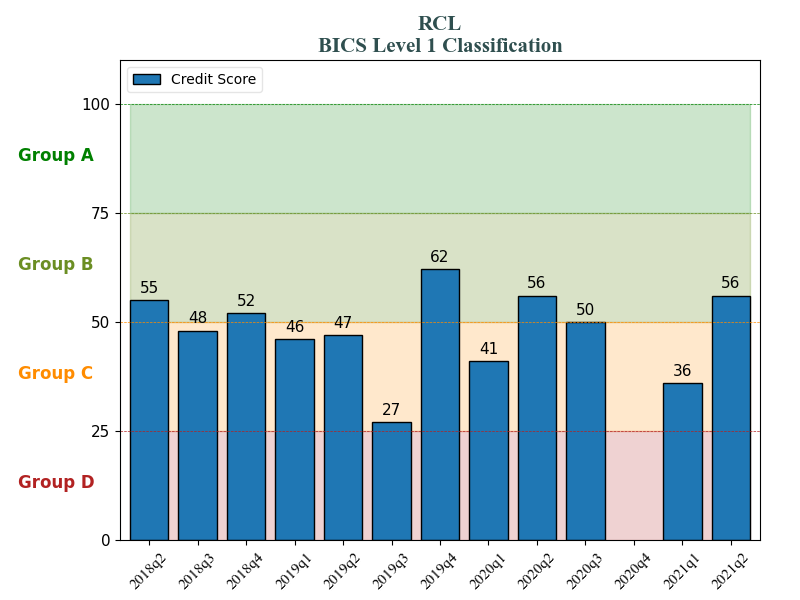 RCL
BICS Level 1 Classification
Credit Score
100
Group A
75
Group B
50
Group C
25
Group D
0
55
48
52
46
47
27
62
41
56
50
36
56
2018q2
2018q3
2018q4
2019q1
2019q2
2019q3
2019q4
2020q1
2020q2
2020q3
2020q4
2021q1
2021q2